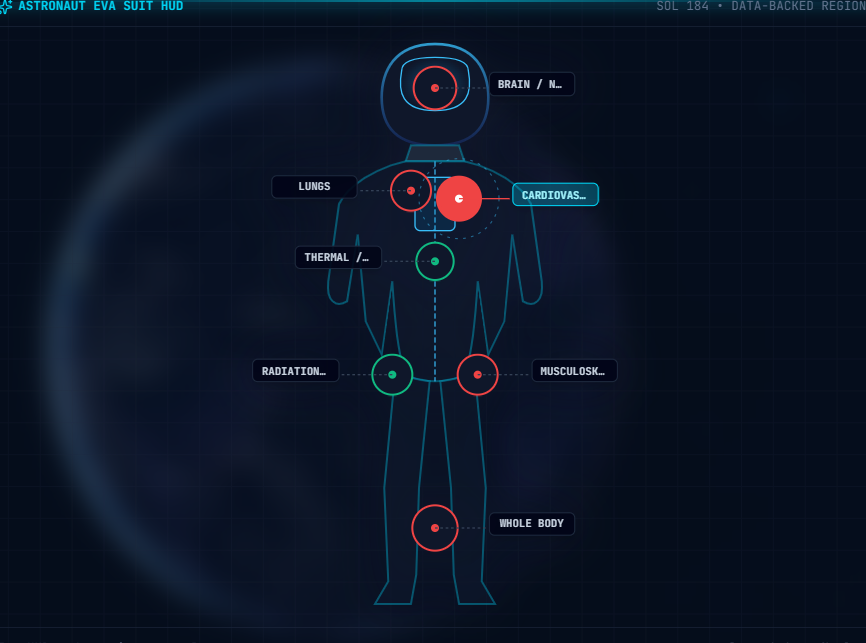 ASTRONAUT EVA SUIT HUD
SOL 184 • DATA-BACKED REGION
BRAIN / N…
LUNGS
CARDIOVAS…
THERMAL /…
RADIATION…
MUSCULOSK…
WHOLE BODY